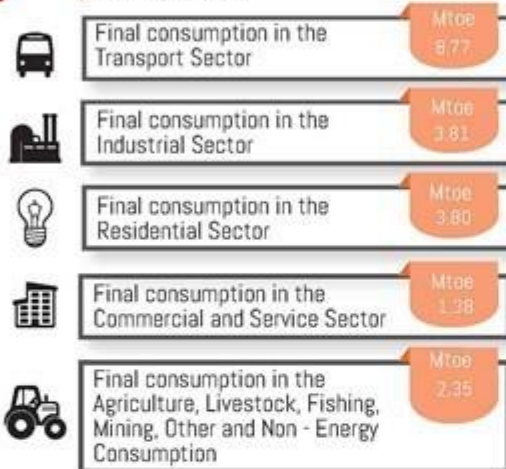 Final consumption in the
Transport Sector
Mtoe
8.77
Final consumption in the
Industrial Sector
Mtoe
3.81
Final consumption in the
Residential Sector
Mtoe
3.80
Final consumption in the
Commercial and Service Sector
Mtoe
1.38
Final consumption in the
Agriculture, Livestock, Fishing,
Mining, Other and Non - Energy
Consumption
Mtoe
2.35